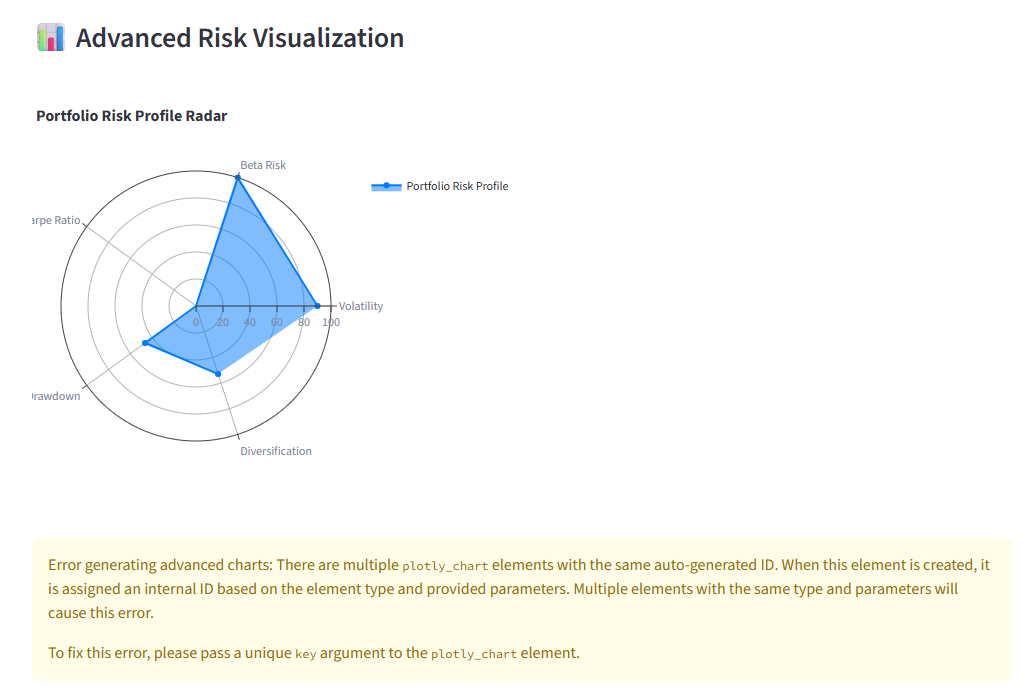 Advanced Risk Visualization
Portfolio Risk Profile Radar
Beta Risk
Portfolio Risk Profile
arpe Ratio
Volatility
0 20 40 60 80 100
rawdown
Diversification
Error generating advanced charts: There are multiple plotly_chart elements with the same auto-generated ID. When this element is created, it
is assigned an internal ID based on the element type and provided parameters. Multiple elements with the same type and parameters will
cause this error.
To fix this error, please pass a unique key argument to the plotly_chart element.